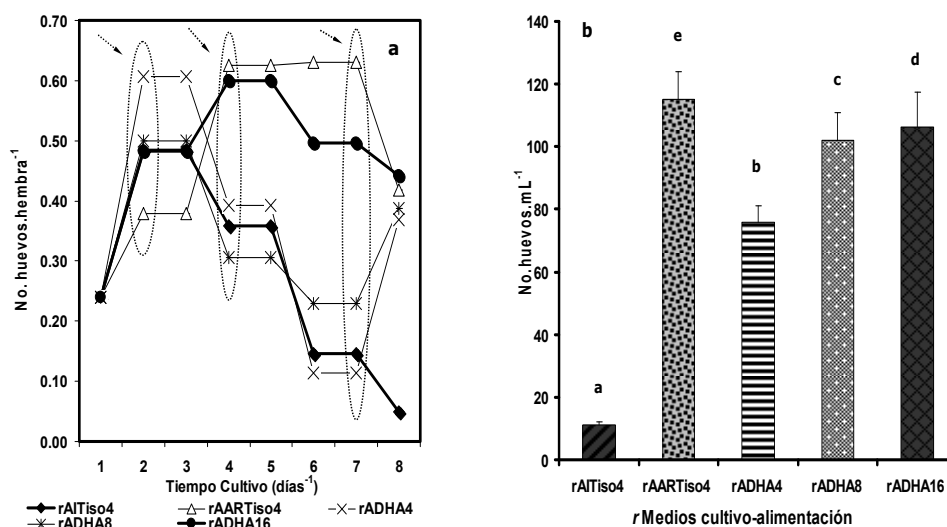 a
No. huevos.hembra-1
0.70
0.60
0.50
0.40
0.30
0.20
0.10
0.00
1 2 3 4 5 6 7 8
Tiempo Cultivo (días-1)
rAITiso4 rAARTiso4 rADHA4
rADHA8 rADHA16
b
No.huevos.mL-1
140
120
100
80
60
40
20
0
a
e
b
c
d
rAITiso4 rAARTiso4 rADHA4 rADHA8 rADHA16
r Medios cultivo-alimentación